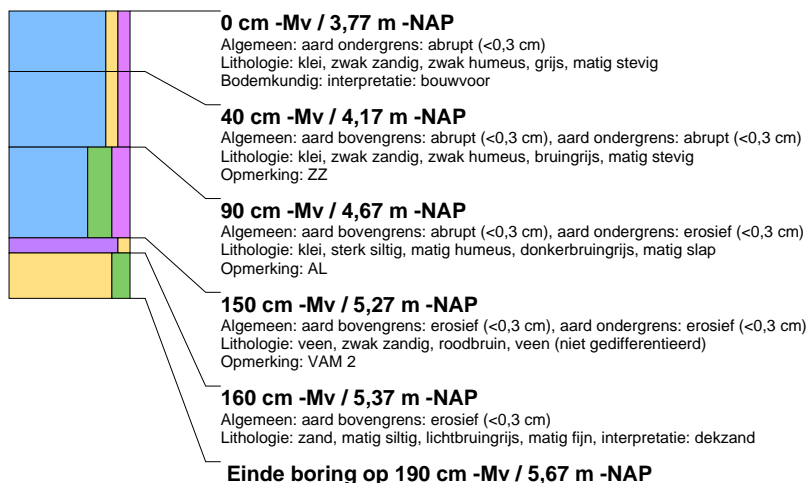 0 cm -Mv / 3,77 m -NAP
Algemeen: aard ondergrens: abrupt (<0,3 cm)
Lithologie: klei, zwak zandig, zwak humeus, grijs, matig stevig
Bodemkundig: interpretatie: bouwvoor
40 cm -Mv / 4,17 m -NAP
Algemeen: aard bovengrens: abrupt (<0,3 cm), aard ondergrens: abrupt (<0,3 cm)
Lithologie: klei, zwak zandig, zwak humeus, bruingrijs, matig stevig
Opmerking: ZZ
90 cm -Mv / 4,67 m -NAP
Algemeen: aard bovengrens: abrupt (<0,3 cm), aard ondergrens: erosief (<0,3 cm)
Lithologie: klei, sterk siltig, matig humeus, donkerbruingrijs, matig slap
Opmerking: AL
150 cm -Mv / 5,27 m -NAP
Algemeen: aard bovengrens: erosief (<0,3 cm), aard ondergrens: erosief (<0,3 cm)
Lithologie: veen, zwak zandig, roodbruin, veen (niet gedifferentieerd)
Opmerking: VAM 2
160 cm -Mv / 5,37 m -NAP
Algemeen: aard bovengrens: erosief (<0,3 cm)
Lithologie: zand, matig siltig, lichtbruingrijs, matig fijn, interpretatie: dekzand
Einde boring op 190 cm -Mv / 5,67 m -NAP